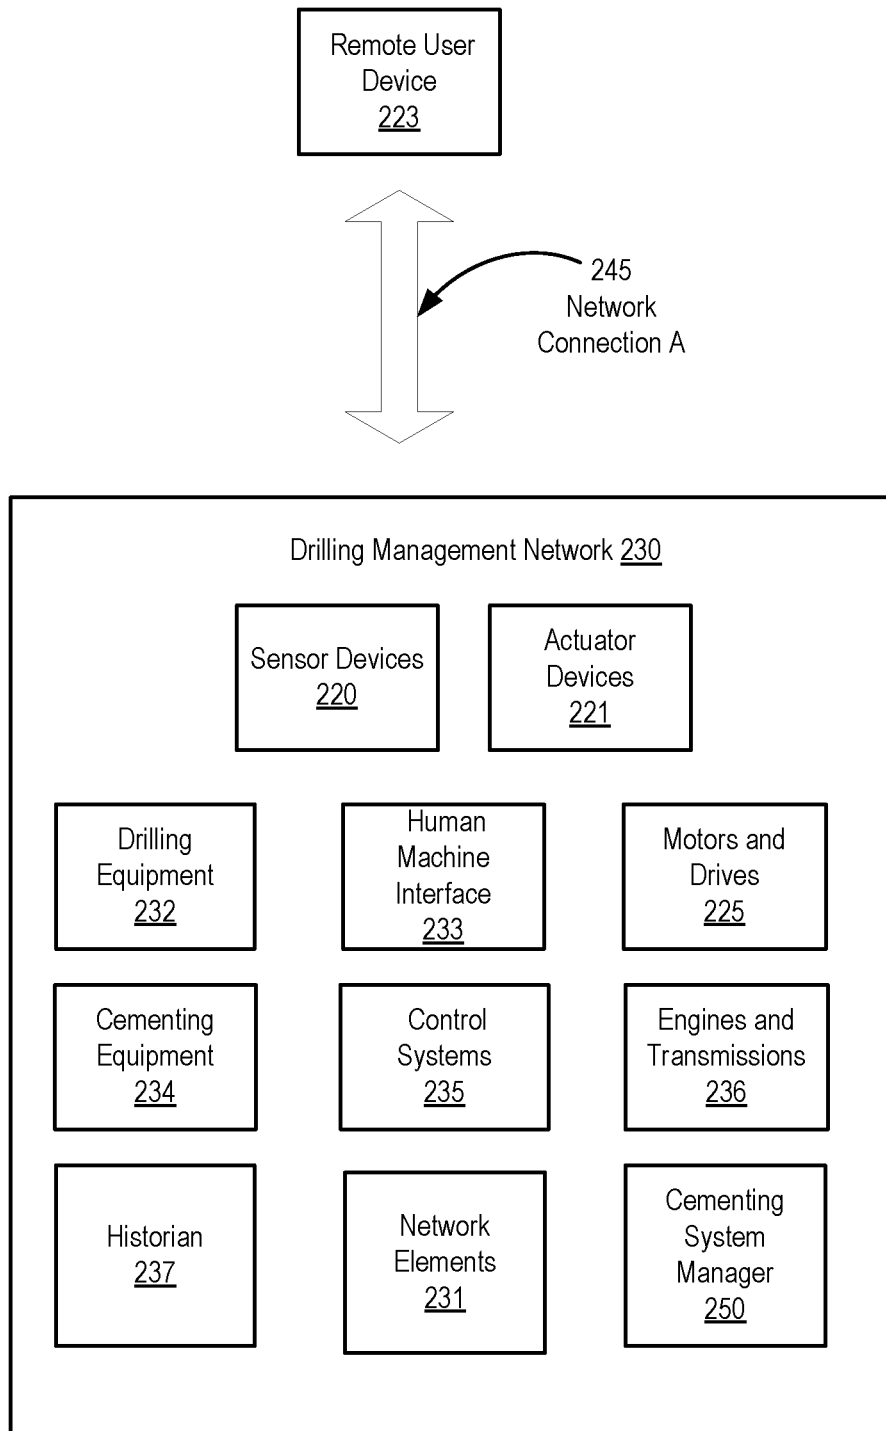 Remote User
Device
223
245
Network
Connection A
Drilling Management Network 230
Sensor Devices
220
Actuator
Devices
221
Drilling
Equipment
232
Human
Machine
Interface
233
Motors and
Drives
225
Cementing
Equipment
234
Control
Systems
235
Engines and
Transmissions
236
Historian
237
Network
Elements
231
Cementing
System
Manager
250